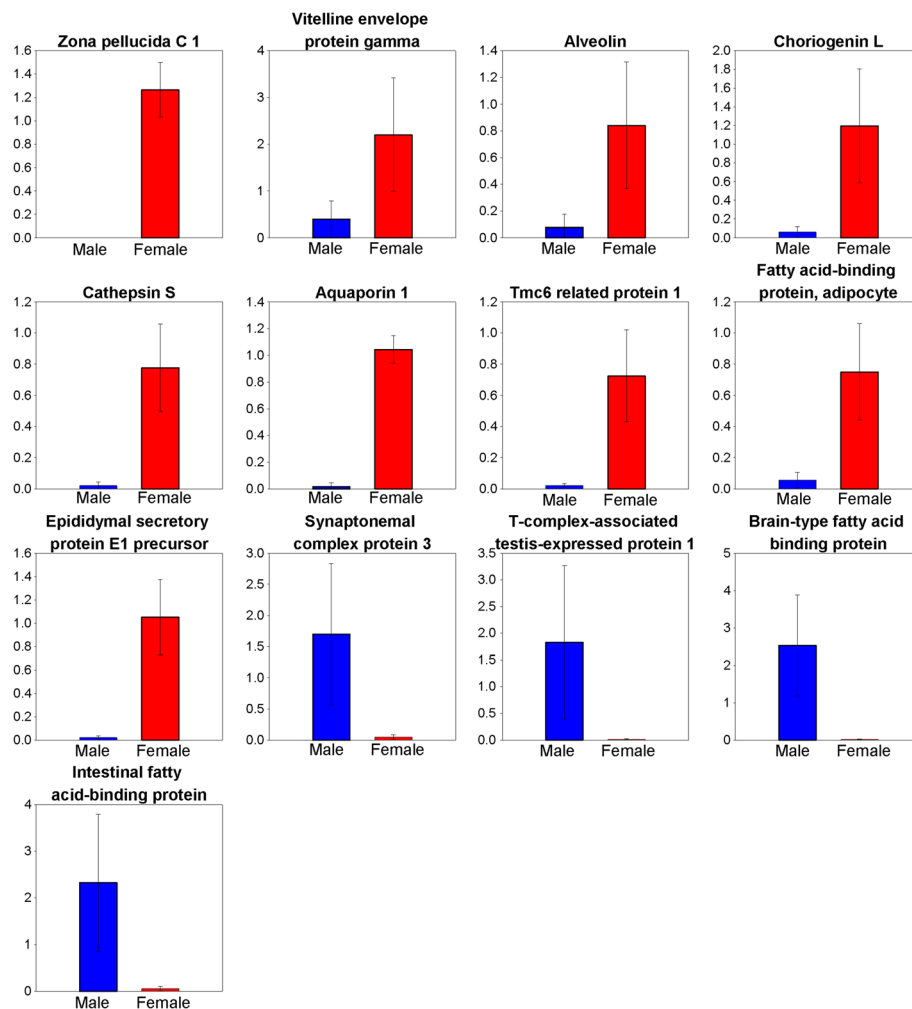 Zona pellucida C 1
1.6
1.4
1.2
1.0
0.8
0.6
0.4
0.2
0.0
Male Female
Vitelline envelope
protein gamma
4
3
2
1
0
Male Female
Alveolin
1.4
1.2
1.0
0.8
0.6
0.4
0.2
0.0
Male Female
Choriogenin L
2.0
1.8
1.6
1.4
1.2
1.0
0.8
0.6
0.4
0.2
0.0
Male Female
Cathepsin S
1.2
1.0
0.8
0.6
0.4
0.2
0.0
Male Female
Aquaporin 1
1.4
1.2
1.0
0.8
0.6
0.4
0.2
0.0
Male Female
Tmc6 related protein 1
1.2
1.0
0.8
0.6
0.4
0.2
0.0
Male Female
Fatty acid-binding
protein, adipocyte
1.2
1.0
0.8
0.6
0.4
0.2
0.0
Male Female
Epididymal secretory
protein E1 precursor
1.6
1.4
1.2
1.0
0.8
0.6
0.4
0.2
0.0
Male Female
Synaptonemal
complex protein 3
3.0
2.5
2.0
1.5
1.0
0.5
0.0
Male Female
T-complex-associated
testis-expressed protein 1
3.5
3.0
2.5
2.0
1.5
1.0
0.5
0.0
Male Female
Brain-type fatty acid
binding protein
5
4
3
2
1
0
Male Female
Intestinal fatty
acid-binding protein
4
3
2
1
0
Male Female